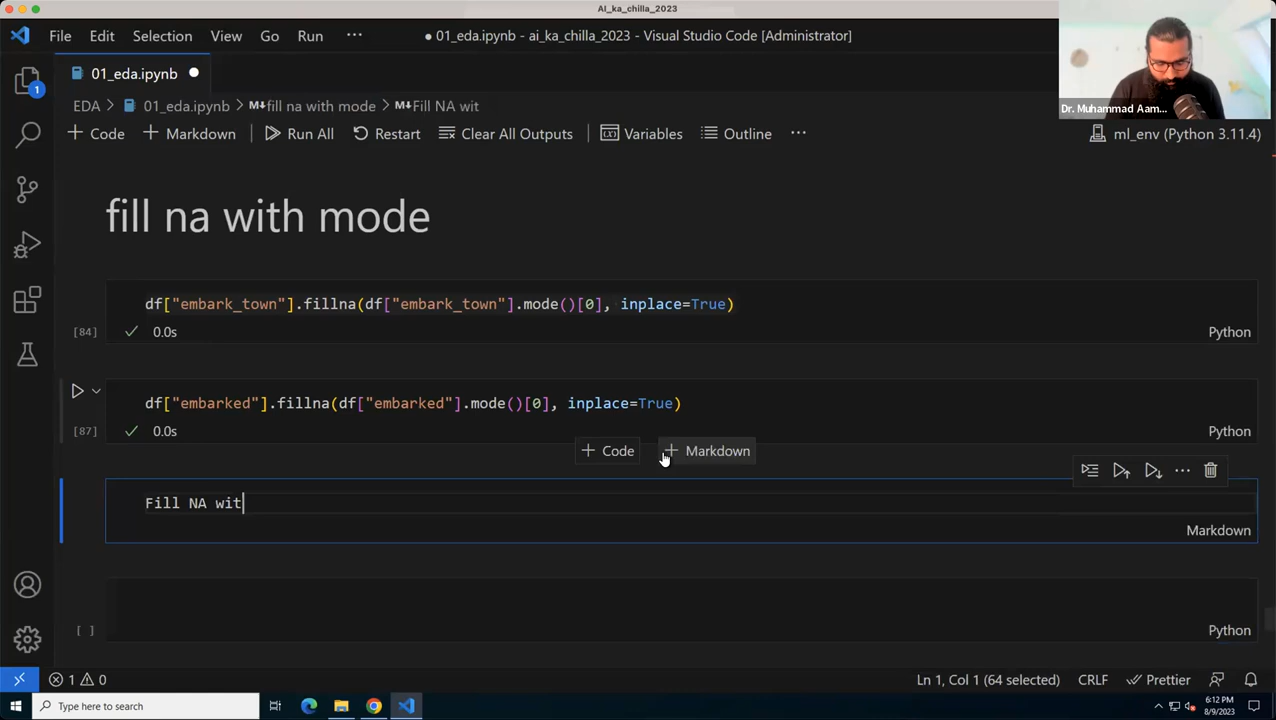 AI_ka_chilla_2023
File Edit Selection View Go Run ···
● 01_eda.ipynb - ai_ka_chilla_2023 - Visual Studio Code [Administrator]
01_eda.ipynb ●
1
EDA > 01_eda.ipynb > M↓fill na with mode > M↓Fill NA wit
+ Code + Markdown Run All Restart Clear All Outputs (x) Variables Outline ···
ml_env (Python 3.11.4)
Dr. Muhammad Aam...
fill na with mode
df["embark_town"].fillna(df["embark_town"].mode()[0], inplace=True)
[84] ✓ 0.0s Python
df["embarked"].fillna(df["embarked"].mode()[0], inplace=True)
[87] ✓ 0.0s Python
+ Code + Markdown
Fill NA wit
Markdown
[ ] Python
1 0 Ln 1, Col 1 (64 selected) CRLF Prettier
Type here to search
6:12 PM
8/9/2023